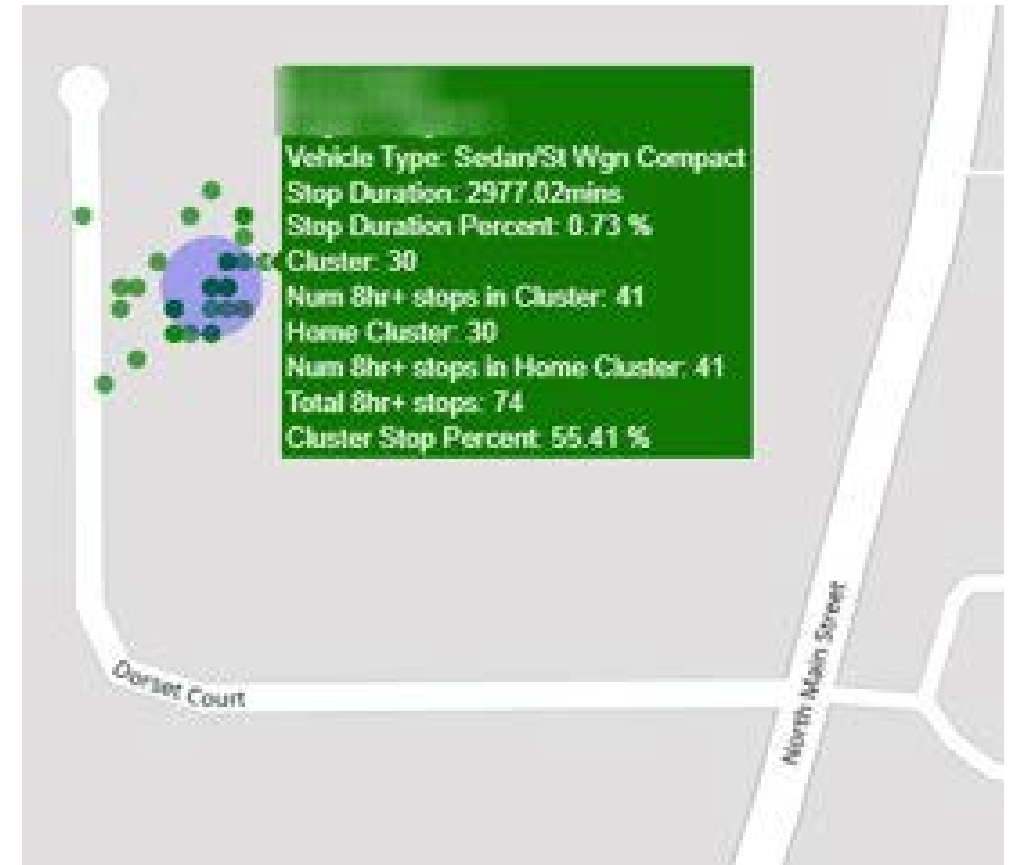 Vehicle Type: Sedan/St Wgn Compact
Stop Duration: 2977.02mins
Stop Duration Percent: 0.73 %
Cluster: 30
Num 8hr+ stops in Cluster: 41
Home Cluster: 30
Num 8hr+ stops in Home Cluster: 41
Total 8hr+ stops: 74
Cluster Stop Percent: 55.41 %
North Main Street
Dorset Court